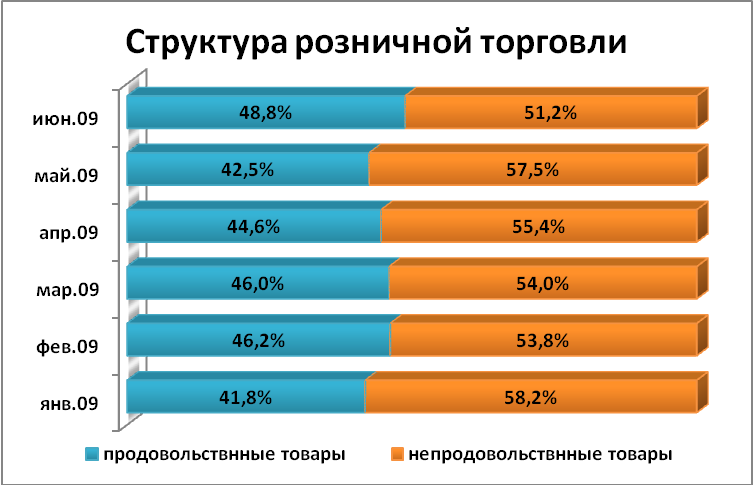 Структура розничной торговли
июн.09 48,8% 51,2%
май.09 42,5% 57,5%
апр.09 44,6% 55,4%
мар.09 46,0% 54,0%
фев.09 46,2% 53,8%
янв.09 41,8% 58,2%
продовольствнные товары непродовольствнные товары